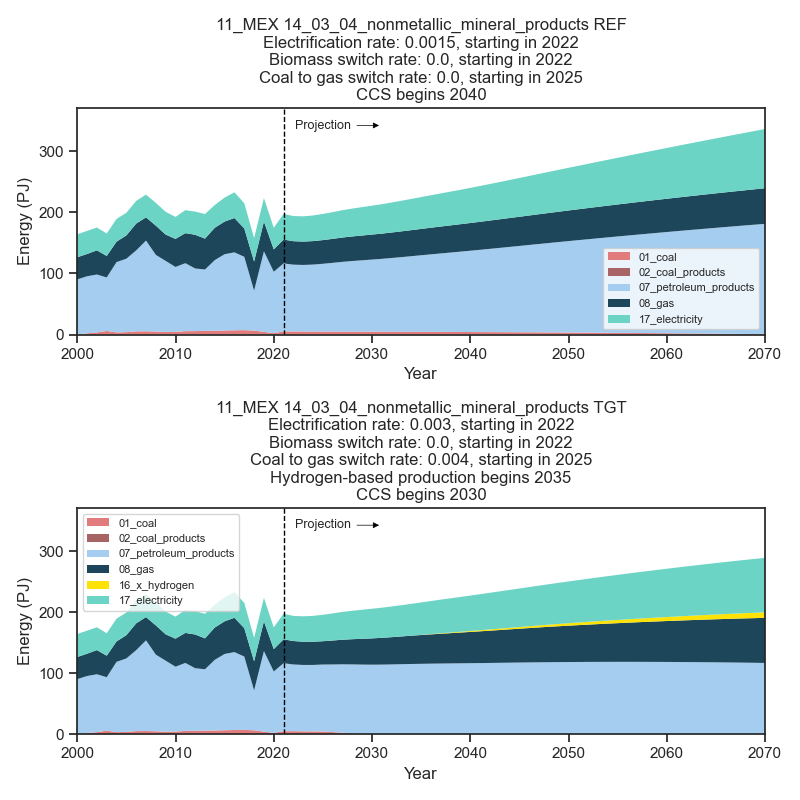 11_MEX 14_03_04_nonmetallic_mineral_products REF
Electrification rate: 0.0015, starting in 2022
Biomass switch rate: 0.0, starting in 2022
Coal to gas switch rate: 0.0, starting in 2025
CCS begins 2040
Projection
300
200
100
0
Energy (PJ)
01_coal
02_coal_products
07_petroleum_products
08_gas
17_electricity
2000 2010 2020 2030 2040 2050 2060 2070
Year
11_MEX 14_03_04_nonmetallic_mineral_products TGT
Electrification rate: 0.003, starting in 2022
Biomass switch rate: 0.0, starting in 2022
Coal to gas switch rate: 0.004, starting in 2025
Hydrogen-based production begins 2035
CCS begins 2030
01_coal
02_coal_products
07_petroleum_products
08_gas
16_x_hydrogen
17_electricity
Projection
300
200
100
0
Energy (PJ)
2000 2010 2020 2030 2040 2050 2060 2070
Year